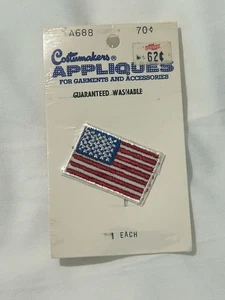 A688 70¢
62¢
Costumakers®
APPLIQUES
FOR GARMENTS AND ACCESSORIES
GUARANTEED WASHABLE
1 EACH